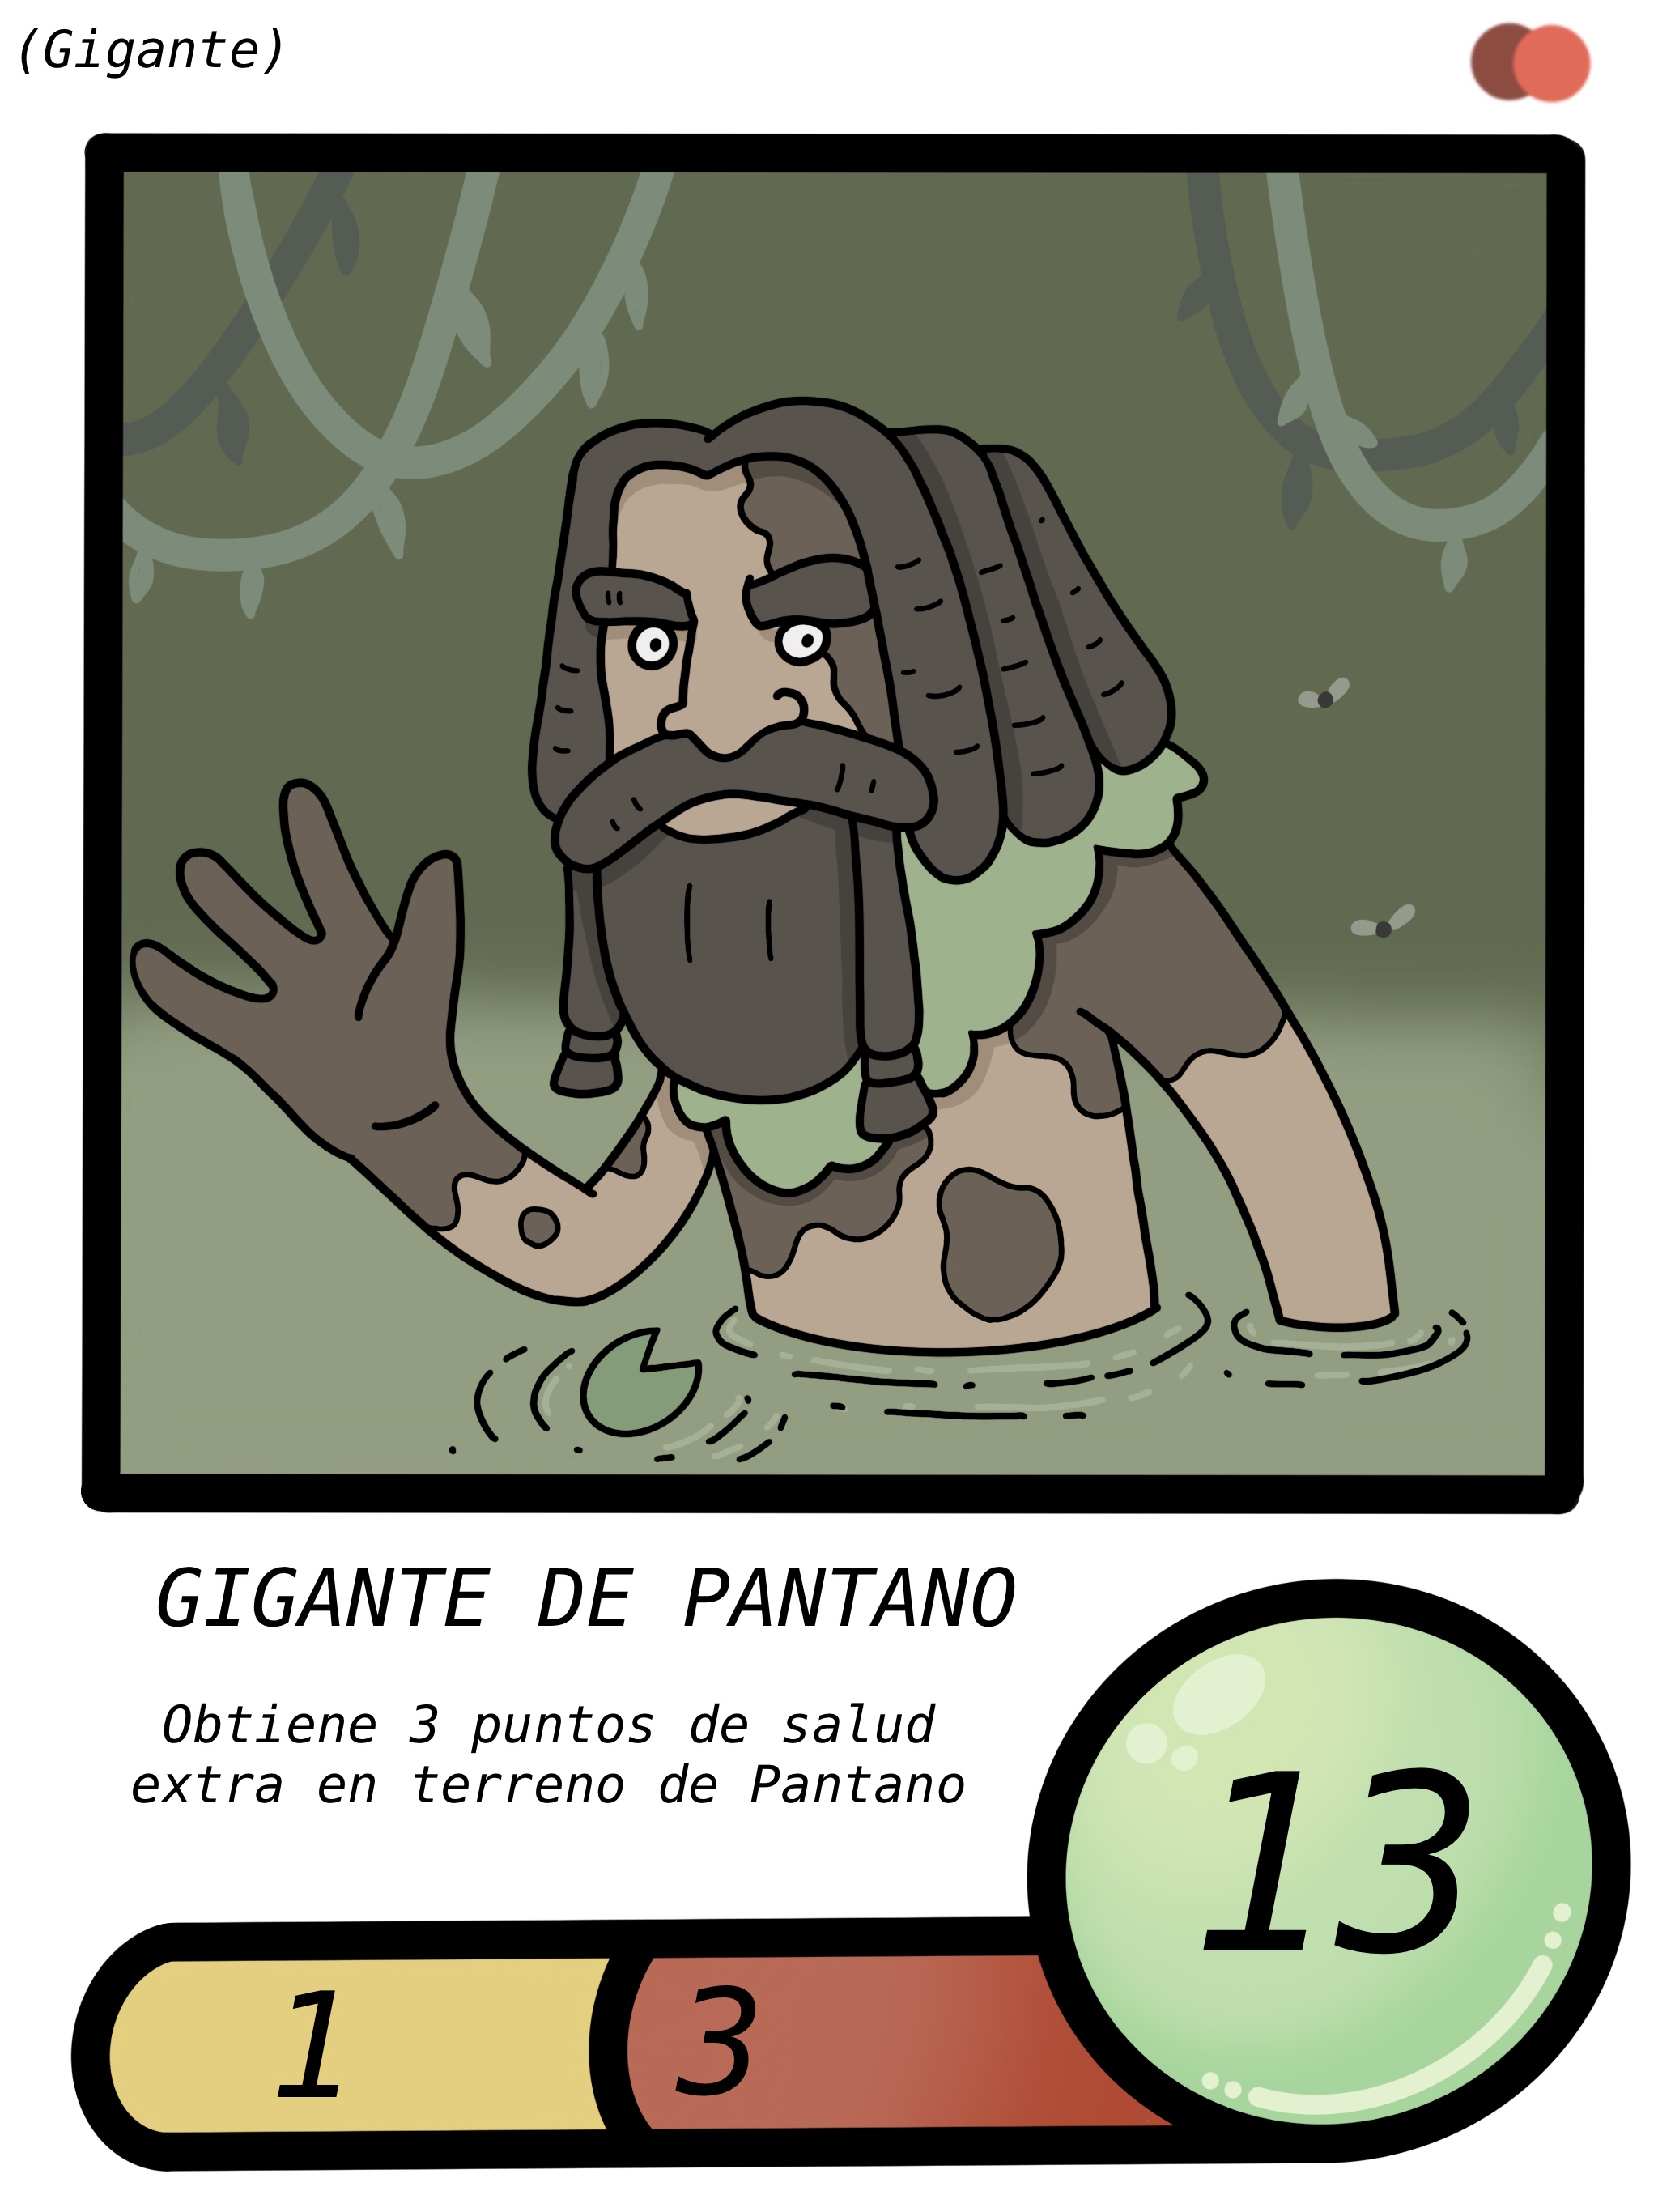 (Gigante)
GIGANTE DE PANTANO
Obtiene 3 puntos de salud
extra en terreno de Pantano
13
1
3